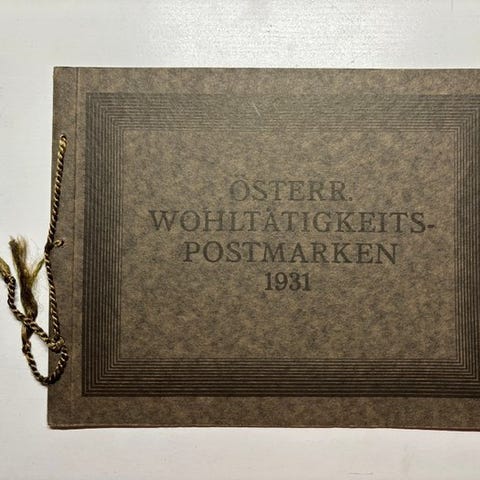 ÖSTERR.
WOHLTÄTIGKEITS-
POSTMARKEN
1931